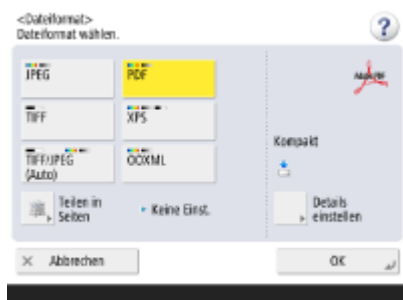 <Dateiformat>
Dateiformat wählen.
?
JPEG
PDF
TIFF
XPS
TIFF/JPEG
(Auto)
OOXML
Kompakt
Teilen in
Seiten
Keine Einst.
Details
einstellen
× Abbrechen
OK